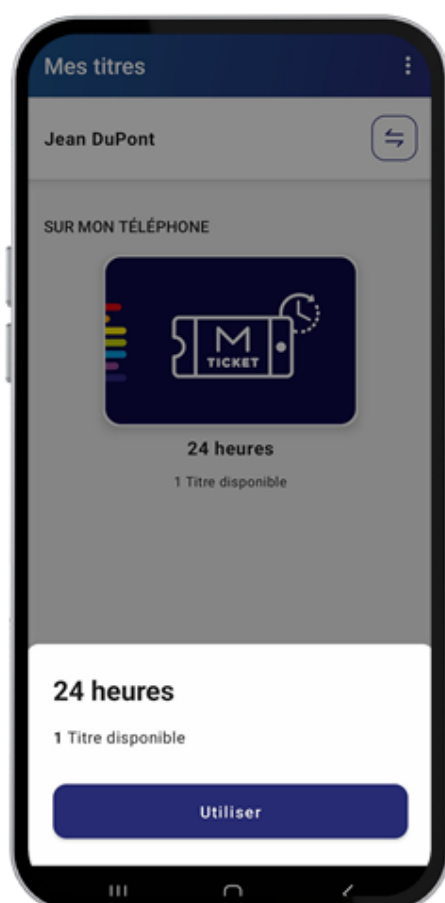 Mes titres
Jean DuPont
SUR MON TÉLÉPHONE
M
TICKET
24 heures
1 Titre disponible
24 heures
1 Titre disponible
Utiliser